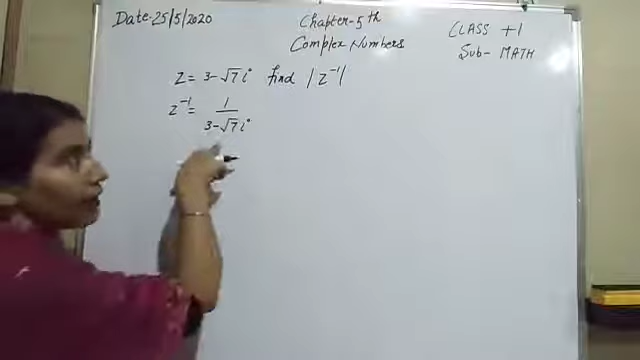 Date:-25/5/2020
Chapter-5th
Complex Numbers
CLASS +1
Sub- MATH
z = 3-√7i find |z⁻¹|
z⁻¹ = 1/(3-√7i)